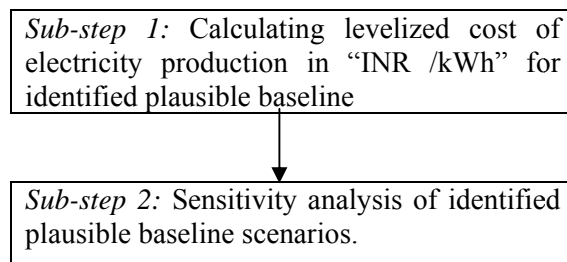 Sub-step 1: Calculating levelized cost of
electricity production in “INR /kWh” for
identified plausible baseline
Sub-step 2: Sensitivity analysis of identified
plausible baseline scenarios.